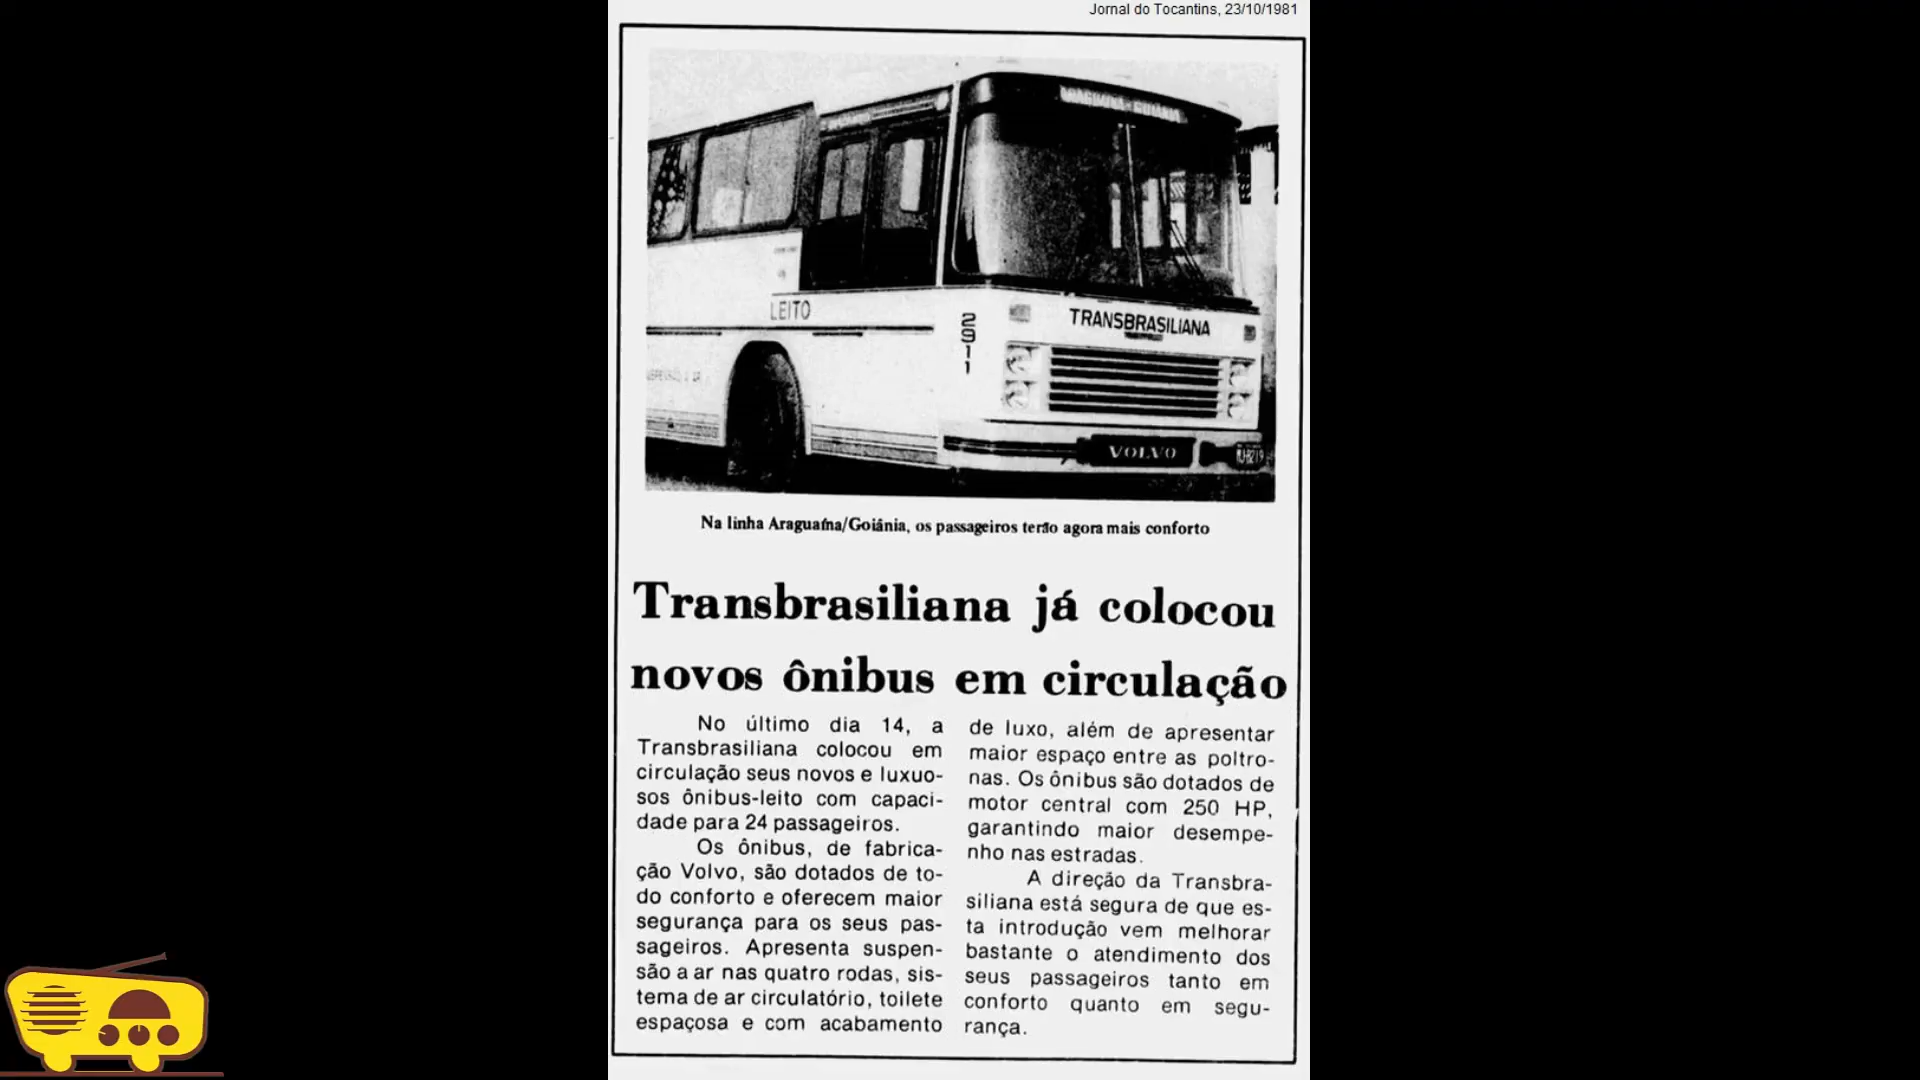 Jornal do Tocantins, 23/10/1981
LEITO
2911
TRANSBRASILIANA
VOLVO
Na linha Araguaína/Goiânia, os passageiros terão agora mais conforto
Transbrasiliana já colocou
novos ônibus em circulação
No último dia 14, a
Transbrasiliana colocou em
circulação seus novos e luxuo-
sos ônibus-leito com capaci-
dade para 24 passageiros.
Os ônibus, de fabrica-
ção Volvo, são dotados de to-
do conforto e oferecem maior
segurança para os seus pas-
sageiros. Apresenta suspen-
são a ar nas quatro rodas, sis-
tema de ar circulatório, toilete
espaçosa e com acabamento
de luxo, além de apresentar
maior espaço entre as poltro-
nas. Os ônibus são dotados de
motor central com 250 HP,
garantindo maior desempe-
nho nas estradas.
A direção da Transbra-
siliana está segura de que es-
ta introdução vem melhorar
bastante o atendimento dos
seus passageiros tanto em
conforto quanto em segu-
rança.